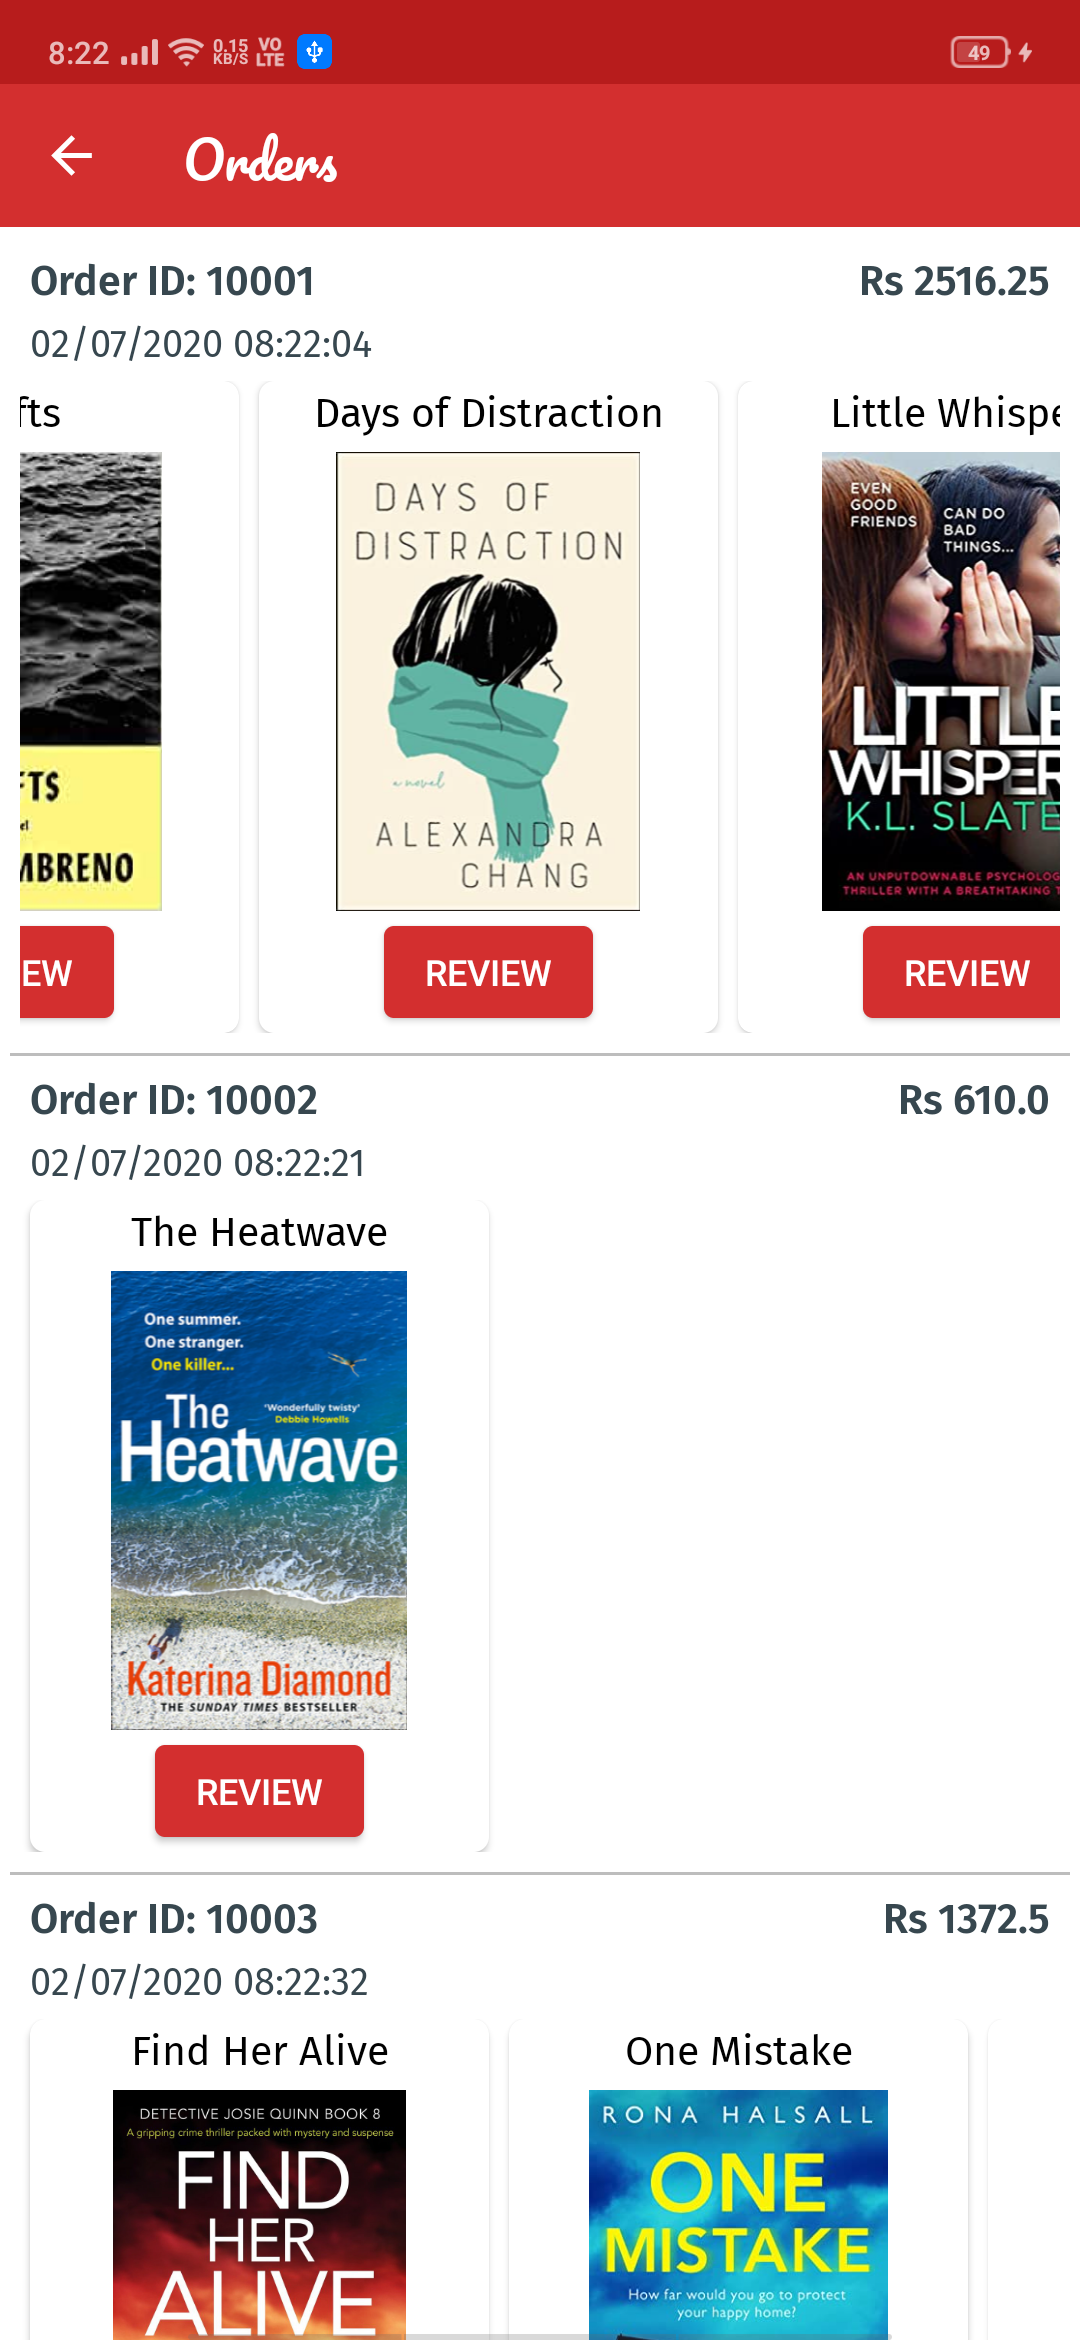 8:22 0.15 KB/S VO LTE 49
Orders
Order ID: 10001 Rs 2516.25
02/07/2020 08:22:04
fts
Days of Distraction
Little Whispe
DAYS OF
DISTRACTION
a novel
ALEXANDRA
CHANG
EVEN
GOOD
FRIENDS
CAN DO
BAD
THINGS...
LITTLE
WHISPER
K.L. SLATE
AN UNPUTDOWNABLE PSYCHOLOG
THRILLER WITH A BREATHTAKING T
FTS
el
MBRENO
EW
REVIEW
REVIEW
Order ID: 10002 Rs 610.0
02/07/2020 08:22:21
The Heatwave
One summer.
One stranger.
One killer...
The
Heatwave
'Wonderfully twisty'
Debbie Howells
Katerina Diamond
THE SUNDAY TIMES BESTSELLER
REVIEW
Order ID: 10003 Rs 1372.5
02/07/2020 08:22:32
Find Her Alive
One Mistake
DETECTIVE JOSIE QUINN BOOK 8
A gripping crime thriller packed with mystery and suspense
FIND
HER
ALIVE
RONA HALSALL
ONE
MISTAKE
How far would you go to protect
your happy home?